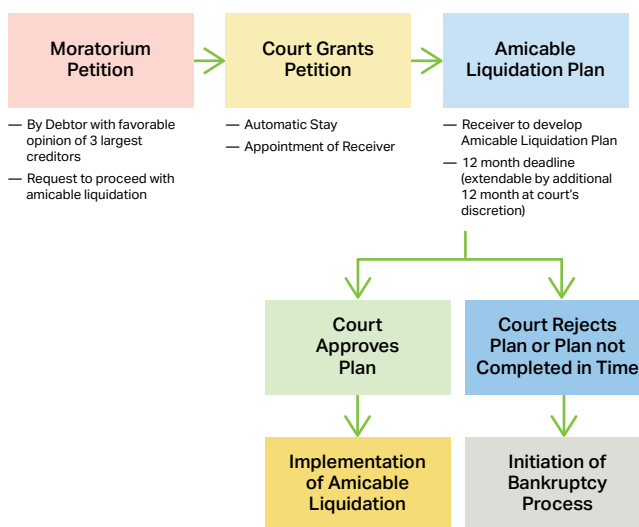 Moratorium
Petition
Court Grants
Petition
Amicable
Liquidation Plan
— By Debtor with favorable
opinion of 3 largest
creditors
— Request to proceed with
amicable liquidation
— Automatic Stay
— Appointment of Receiver
— Receiver to develop
Amicable Liquidation Plan
— 12 month deadline
(extendable by additional
12 month at court’s
discretion)
Court
Approves
Plan
Court Rejects
Plan or Plan not
Completed in Time
Implementation
of Amicable
Liquidation
Initiation of
Bankruptcy
Process